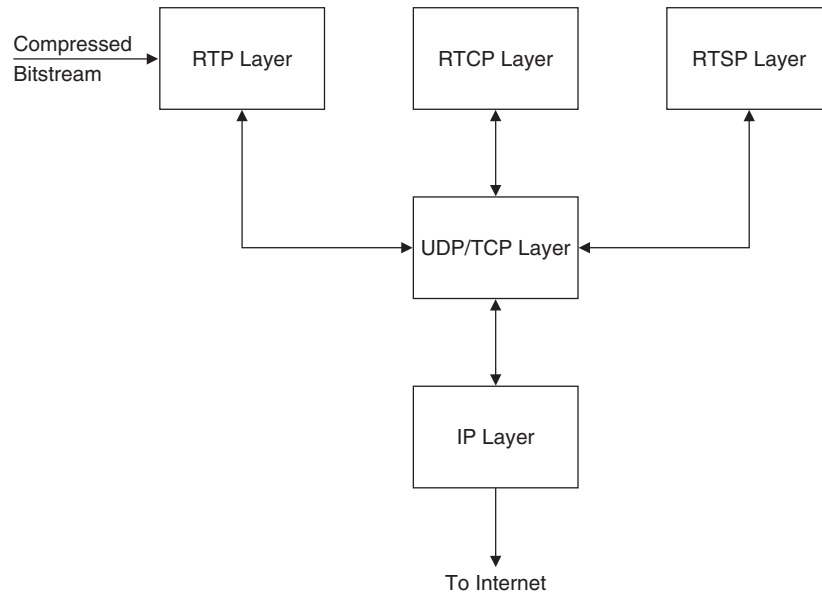 Compressed
Bitstream
RTP Layer
RTCP Layer
RTSP Layer
UDP/TCP Layer
IP Layer
To Internet